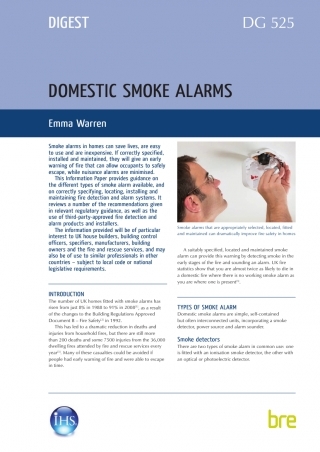 DIGEST
DG 525
DOMESTIC SMOKE ALARMS
Emma Warren
Smoke alarms in homes can save lives, are easy
to use and are inexpensive. If correctly specified,
installed and maintained, they will give an early
warning of fire that can allow occupants to safely
escape, while nuisance alarms are minimised.
This Information Paper provides guidance on
the different types of smoke alarm available, and
on correctly specifying, locating, installing and
maintaining fire detection and alarm systems. It
reviews a number of the recommendations given
in relevant regulatory guidance, as well as the
use of third-party-approved fire detection and
alarm products and installers.
The information provided will be of particular
interest to UK house builders, building control
officers, specifiers, manufacturers, building
owners and the fire and rescue services, and may
also be of use to similar professionals in other
countries – subject to local code or national
legislative requirements.
INTRODUCTION
The number of UK homes fitted with smoke alarms has
risen from just 8% in 1988 to 91% in 2008, as a result
of the changes to the Building Regulations Approved
Document B – Fire Safety in 1992.
This has led to a dramatic reduction in deaths and
injuries from household fires, but there are still more
than 200 deaths and some 7500 injuries from the 36,000
dwelling fires attended by fire and rescue services every
year. Many of these casualties could be avoided if
people had early warning of fire and were able to escape
in time.
Smoke alarms that are appropriately selected, located, fitted
and maintained can dramatically improve fire safety in homes
A suitably specified, located and maintained smoke
alarm can provide this warning by detecting smoke in the
early stages of the fire and sounding an alarm. UK fire
statistics show that you are almost twice as likely to die in
a domestic fire where there is no working smoke alarm as
you are where one is present.
TYPES OF SMOKE ALARM
Domestic smoke alarms are simple, self-contained
but often interconnected units, incorporating a smoke
detector, power source and alarm sounder.
Smoke detectors
There are two types of smoke alarm in common use: one
is fitted with an ionisation smoke detector, the other with
an optical or photoelectric detector.
IHS
bre